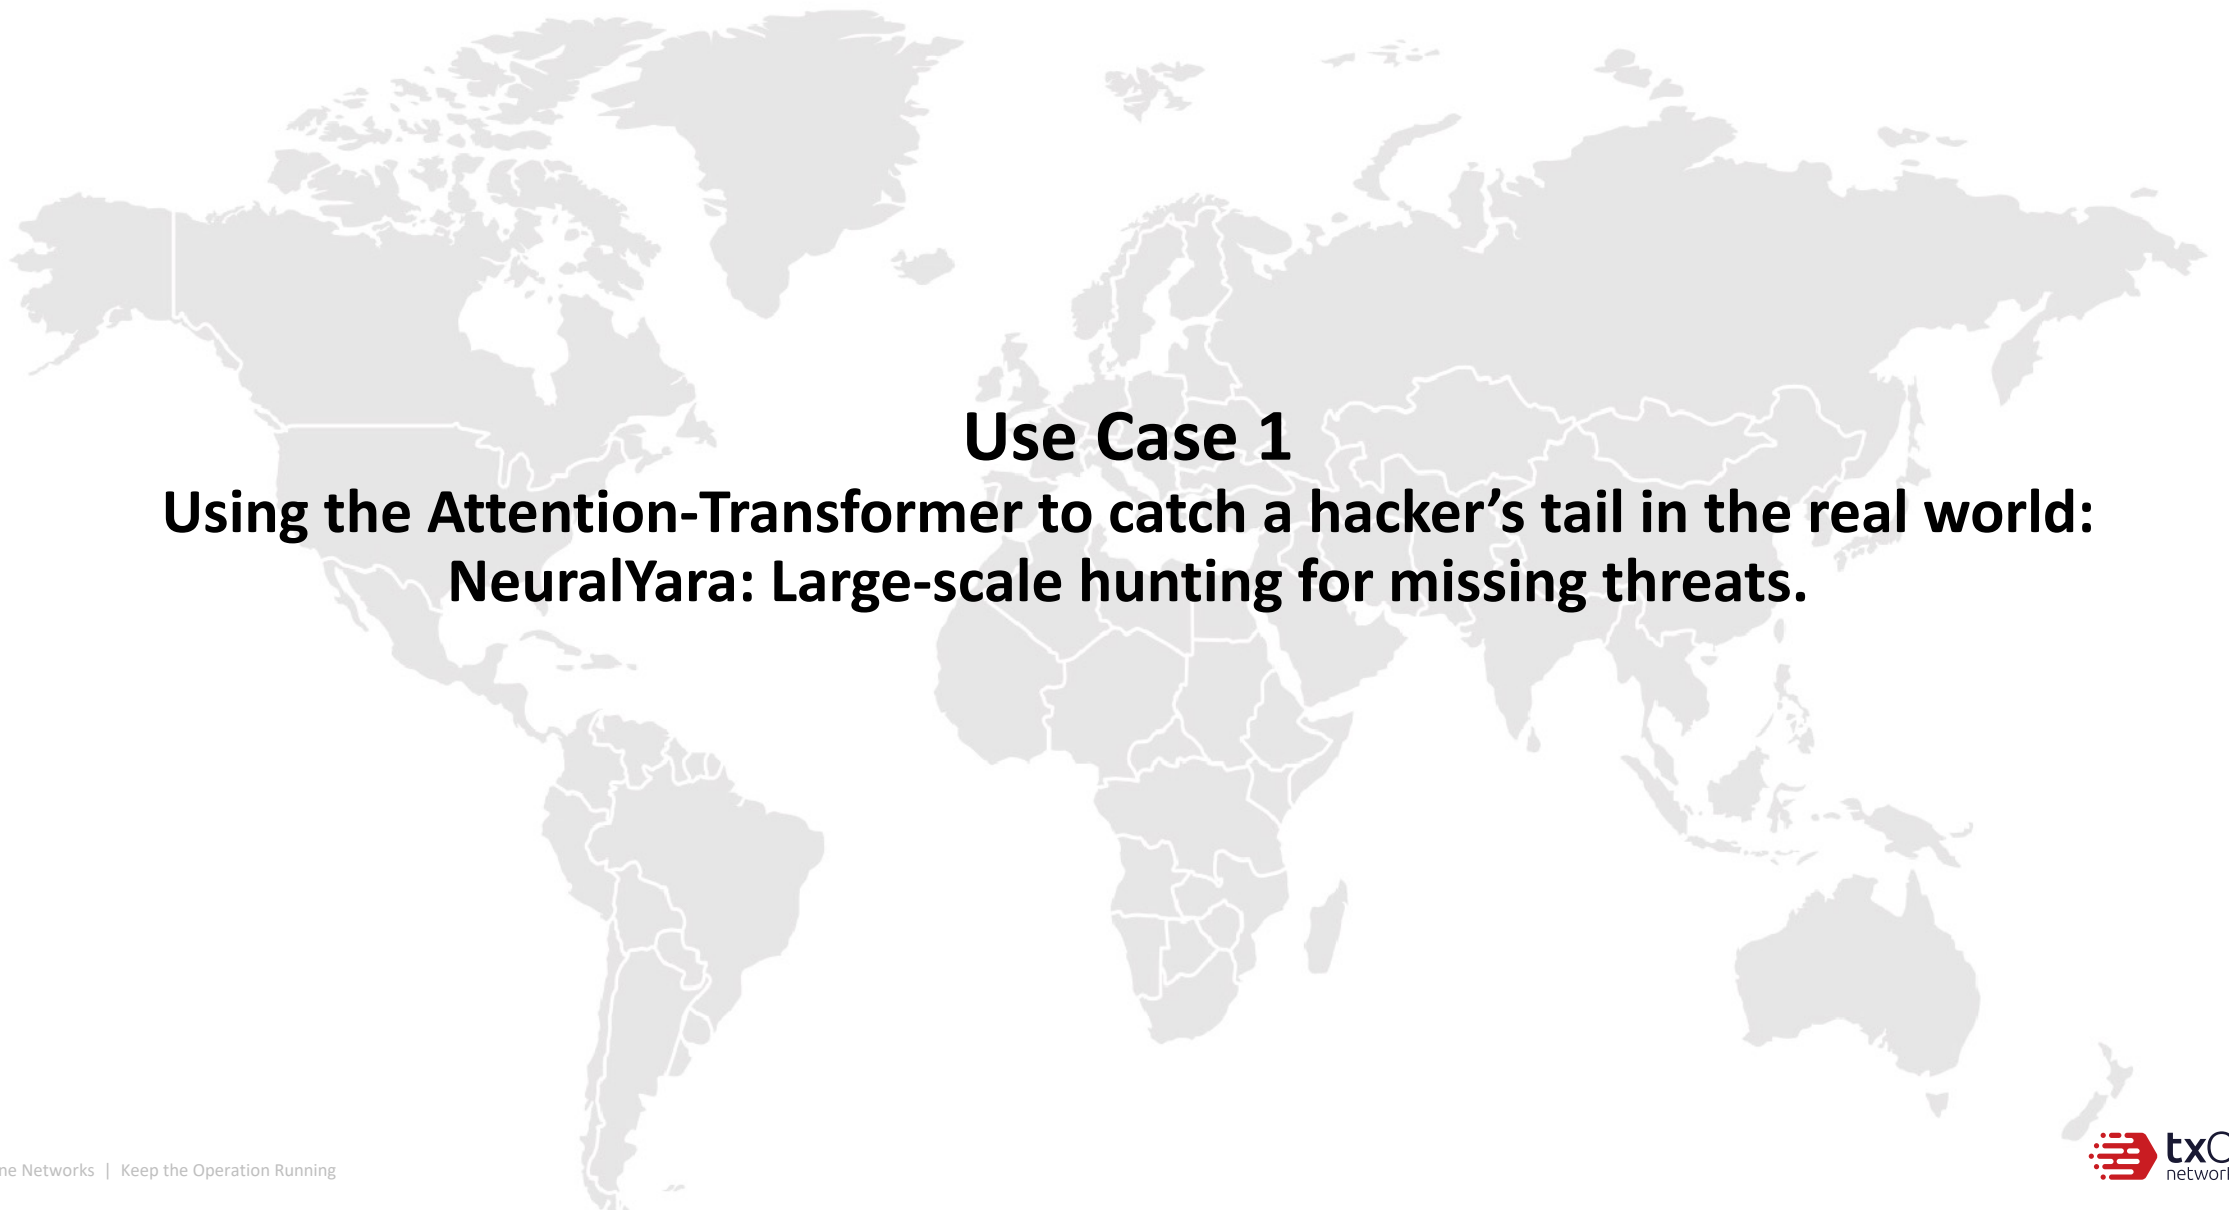 Use Case 1
Using the Attention-Transformer to catch a hacker’s tail in the real world:
NeuralYara: Large-scale hunting for missing threats.
Networks | Keep the Operation Running